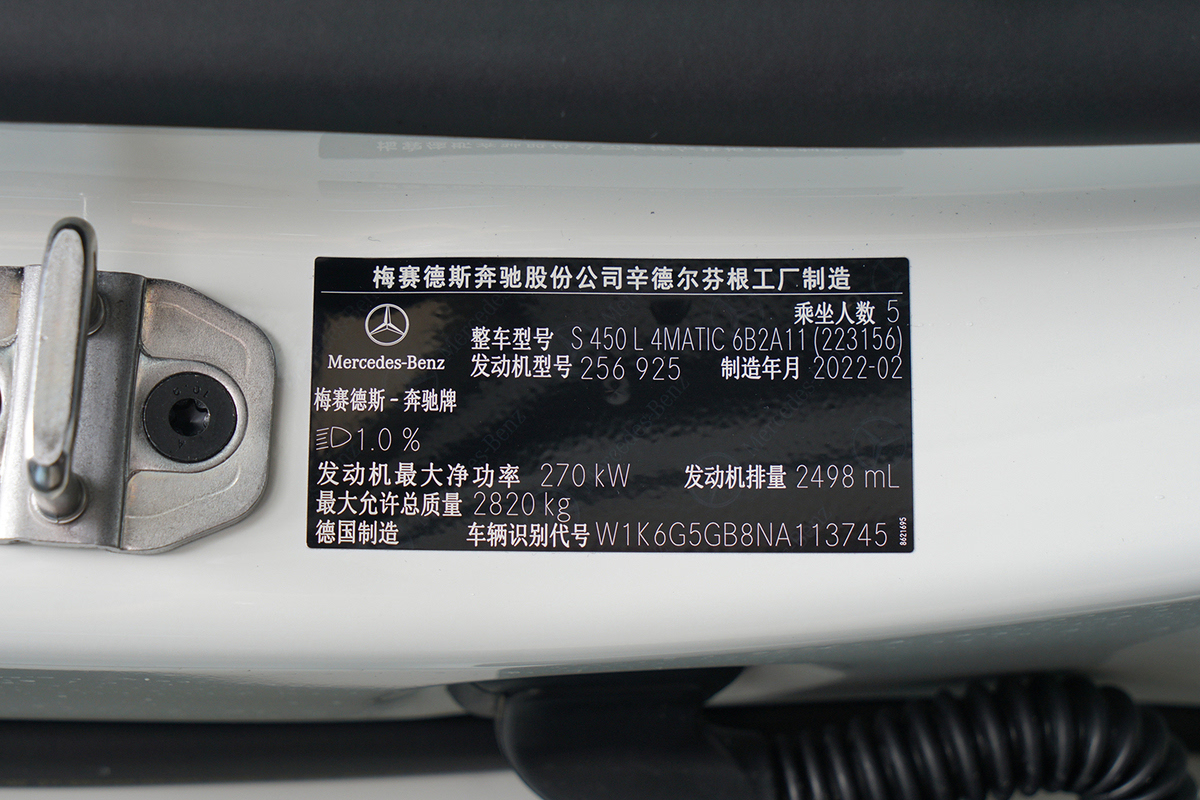 梅赛德斯奔驰股份公司辛德尔芬根工厂制造
乘坐人数 5
Mercedes-Benz
整车型号 S 450 L 4MATIC 6B2A11 (223156)
发动机型号 256 925 制造年月 2022-02
梅赛德斯-奔驰牌
1.0 %
发动机最大净功率 270 kW 发动机排量 2498 mL
最大允许总质量 2820 kg
德国制造 车辆识别代号 W1K6G5GB8NA113745
8621695